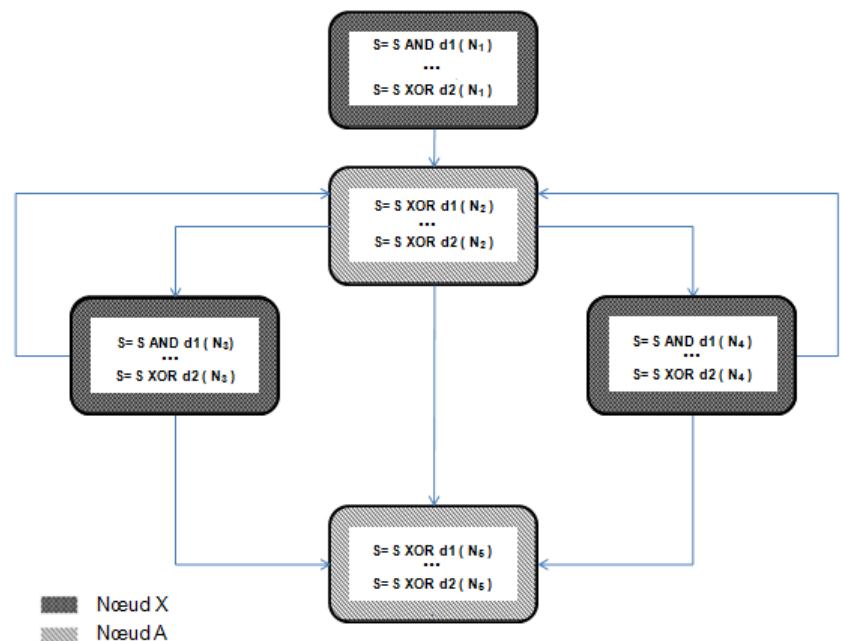 S= S AND d1 ( N₁)
...
S= S XOR d2 ( N₁)
S= S XOR d1 ( N₂)
...
S= S XOR d2 ( N₂)
S= S AND d1 ( N₃)
...
S= S XOR d2 ( N₃)
S= S AND d1 ( N₄)
...
S= S XOR d2 ( N₄)
S= S XOR d1 ( N₅)
...
S= S XOR d2 ( N₅)
Nœud X
Nœud A